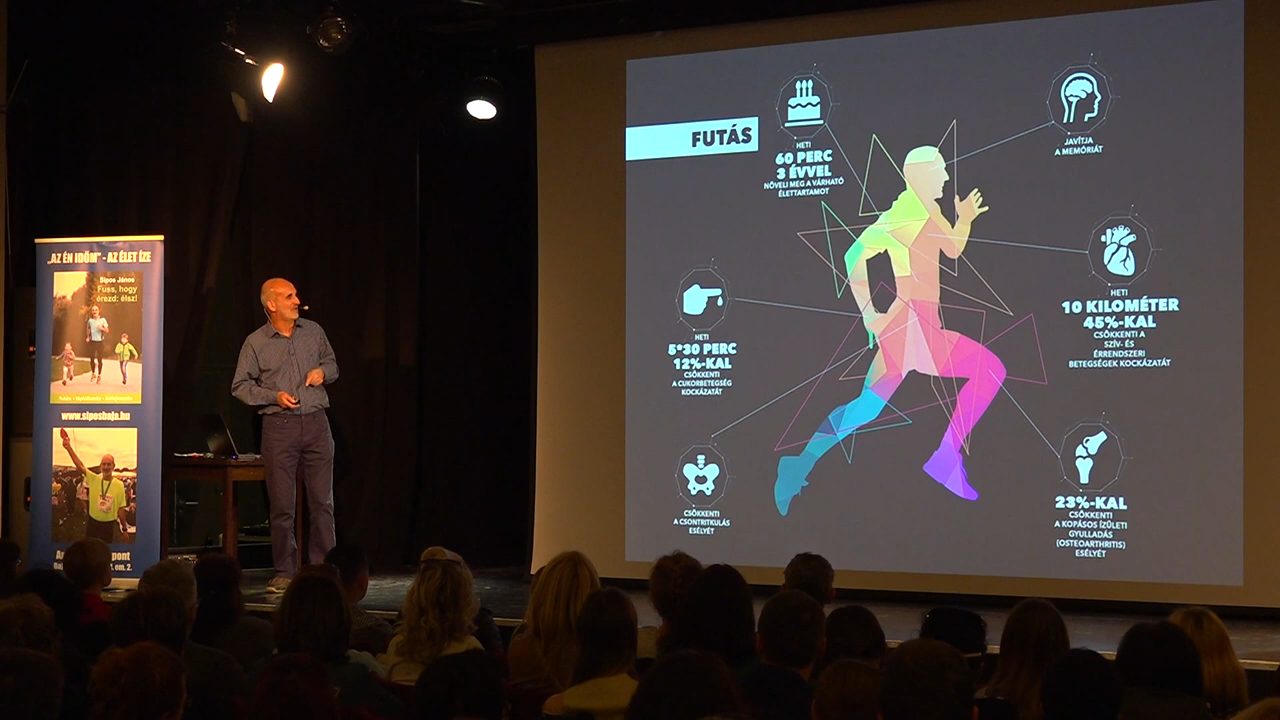 „AZ ÉN IDŐM” - AZ ÉLET ÍZE
Sipos János
Fuss, hogy
érezd: élsz!
www.siposbaja.hu
FUTÁS
HETI
60 PERC
3 ÉVVEL
NÖVELI MEG A VÁRHATÓ
ÉLETTARTAMOT
JAVÍTJA
A MEMÓRIÁT
HETI
5*30 PERC
12%-KAL
CSÖKKENTI
A CUKORBETEGSÉG
KOCKÁZATÁT
HETI
10 KILOMÉTER
45%-KAL
CSÖKKENTI A
SZÍV- ÉS
ÉRRENDSZERI
BETEGSÉGEK KOCKÁZATÁT
CSÖKKENTI
A CSONTRITKULÁS
ESÉLYÉT
23%-KAL
CSÖKKENTI
A KOPÁSOS ÍZÜLETI
GYULLADÁS
(OSTEOARTHRITIS)
ESÉLYÉT